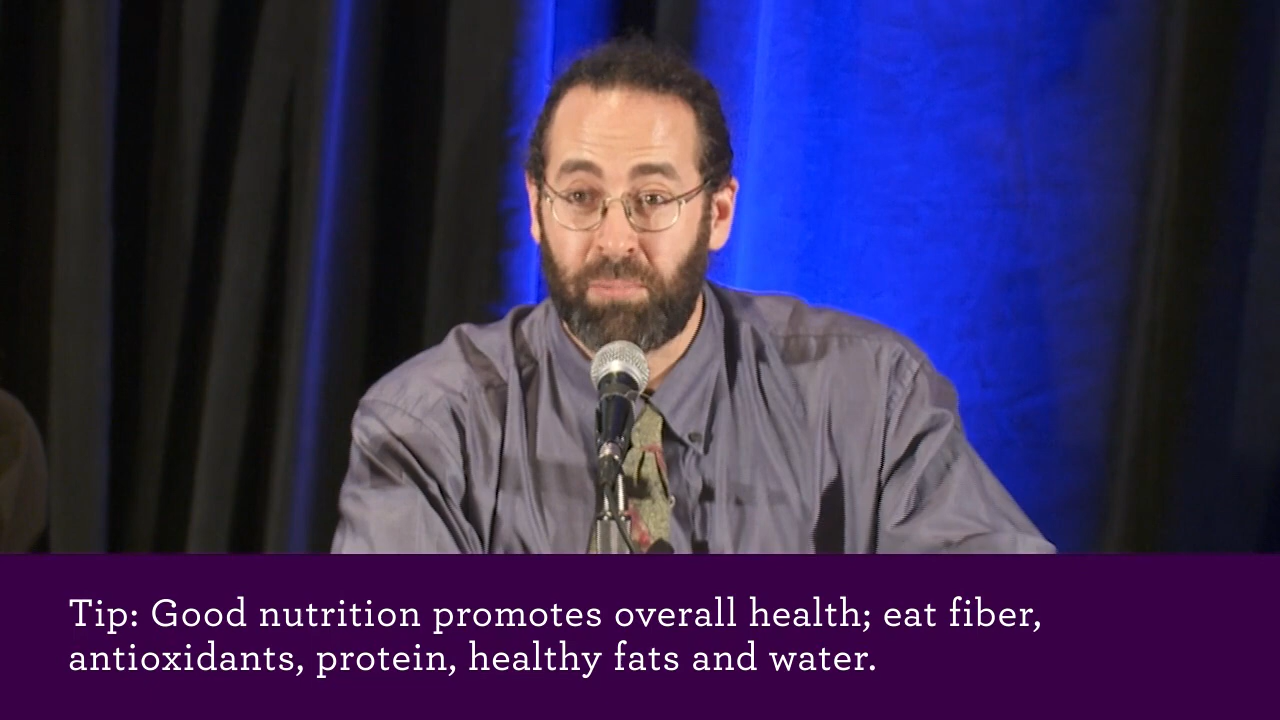 Tip: Good nutrition promotes overall health; eat fiber,
antioxidants, protein, healthy fats and water.